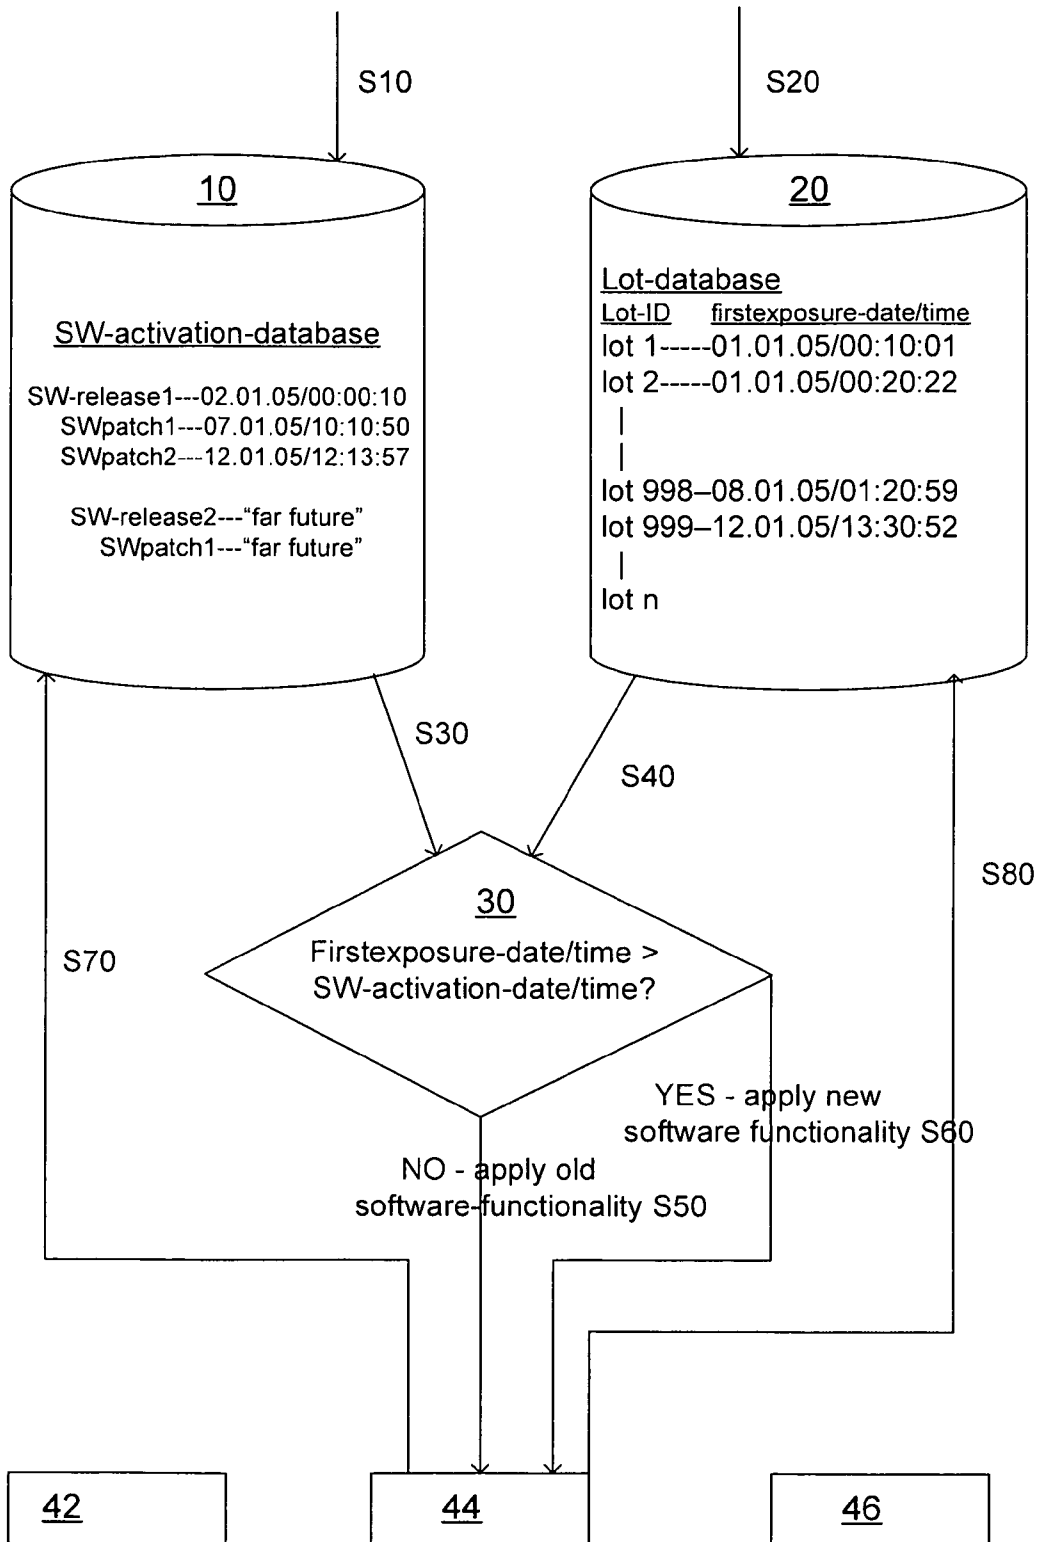 S10
S20
10
20
SW-activation-database
SW-release1---02.01.05/00:00:10
SWpatch1---07.01.05/10:10:50
SWpatch2---12.01.05/12:13:57
SW-release2---“far future”
SWpatch1---“far future”
Lot-database
Lot-ID firstexposure-date/time
lot 1-----01.01.05/00:10:01
lot 2-----01.01.05/00:20:22
|
|
lot 998–08.01.05/01:20:59
lot 999–12.01.05/13:30:52
|
lot n
S30
S40
S80
S70
30
Firstexposure-date/time >
SW-activation-date/time?
YES - apply new
software functionality S60
NO - apply old
software-functionality S50
42
44
46